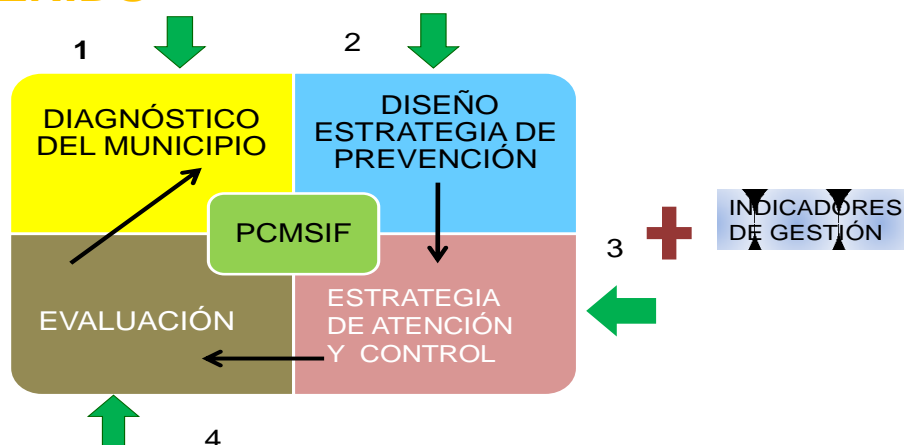 1
2
DIAGNÓSTICO
DEL MUNICIPIO
DISEÑO
ESTRATEGIA DE
PREVENCIÓN
PCMSIF
INDICADORES
DE GESTIÓN
3
EVALUACIÓN
ESTRATEGIA
DE ATENCIÓN
Y CONTROL
4